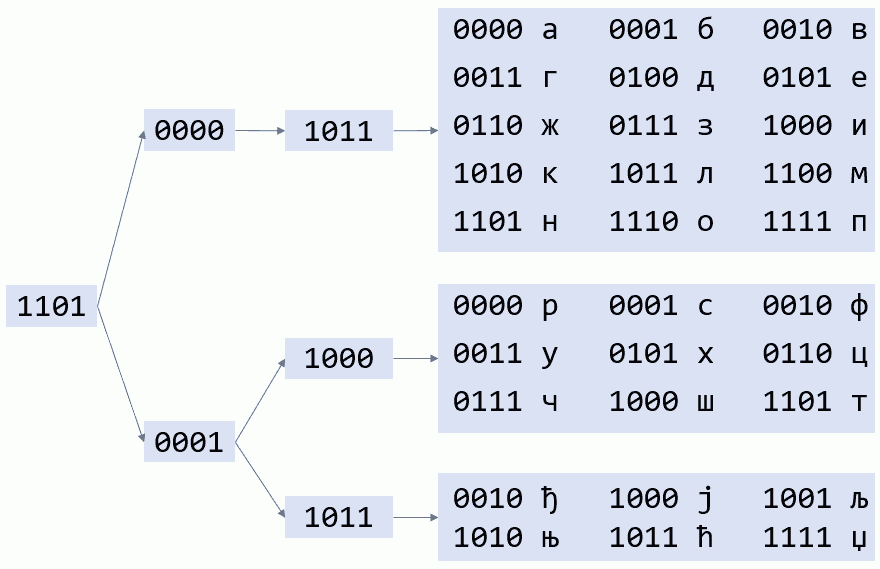 0000 а 0001 б 0010 в
0011 г 0100 д 0101 е
0000 1011
0110 ж 0111 з 1000 и
1010 к 1011 л 1100 м
1101 н 1110 о 1111 п
1101
0000 р 0001 с 0010 ф
1000
0011 у 0101 х 0110 ц
0111 ч 1000 ш 1101 т
0001
1011
0010 ђ 1000 ј 1001 љ
1010 њ 1011 ћ 1111 џ